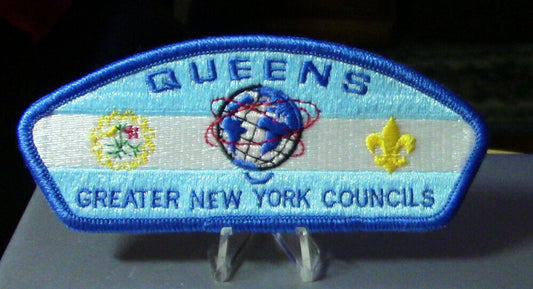 QUEENS
GREATER NEW YORK COUNCILS